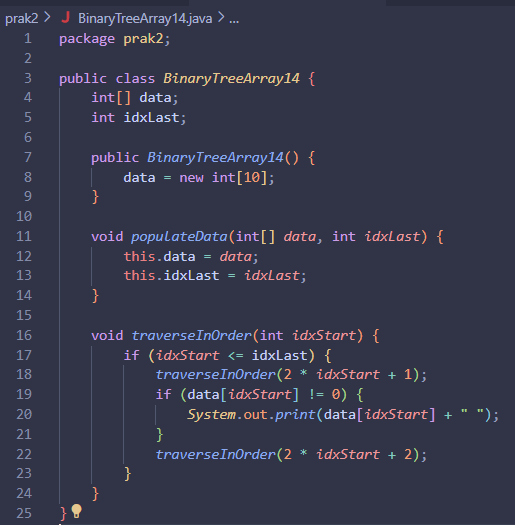 prak2 > J BinaryTreeArray14.java > ...
1 package prak2;
2
3 public class BinaryTreeArray14 {
4     int[] data;
5     int idxLast;
6
7     public BinaryTreeArray14() {
8         data = new int[10];
9     }
10
11     void populateData(int[] data, int idxLast) {
12         this.data = data;
13         this.idxLast = idxLast;
14     }
15
16     void traverseInOrder(int idxStart) {
17         if (idxStart <= idxLast) {
18             traverseInOrder(2 * idxStart + 1);
19             if (data[idxStart] != 0) {
20                 System.out.print(data[idxStart] + " ");
21             }
22             traverseInOrder(2 * idxStart + 2);
23         }
24     }
25 }